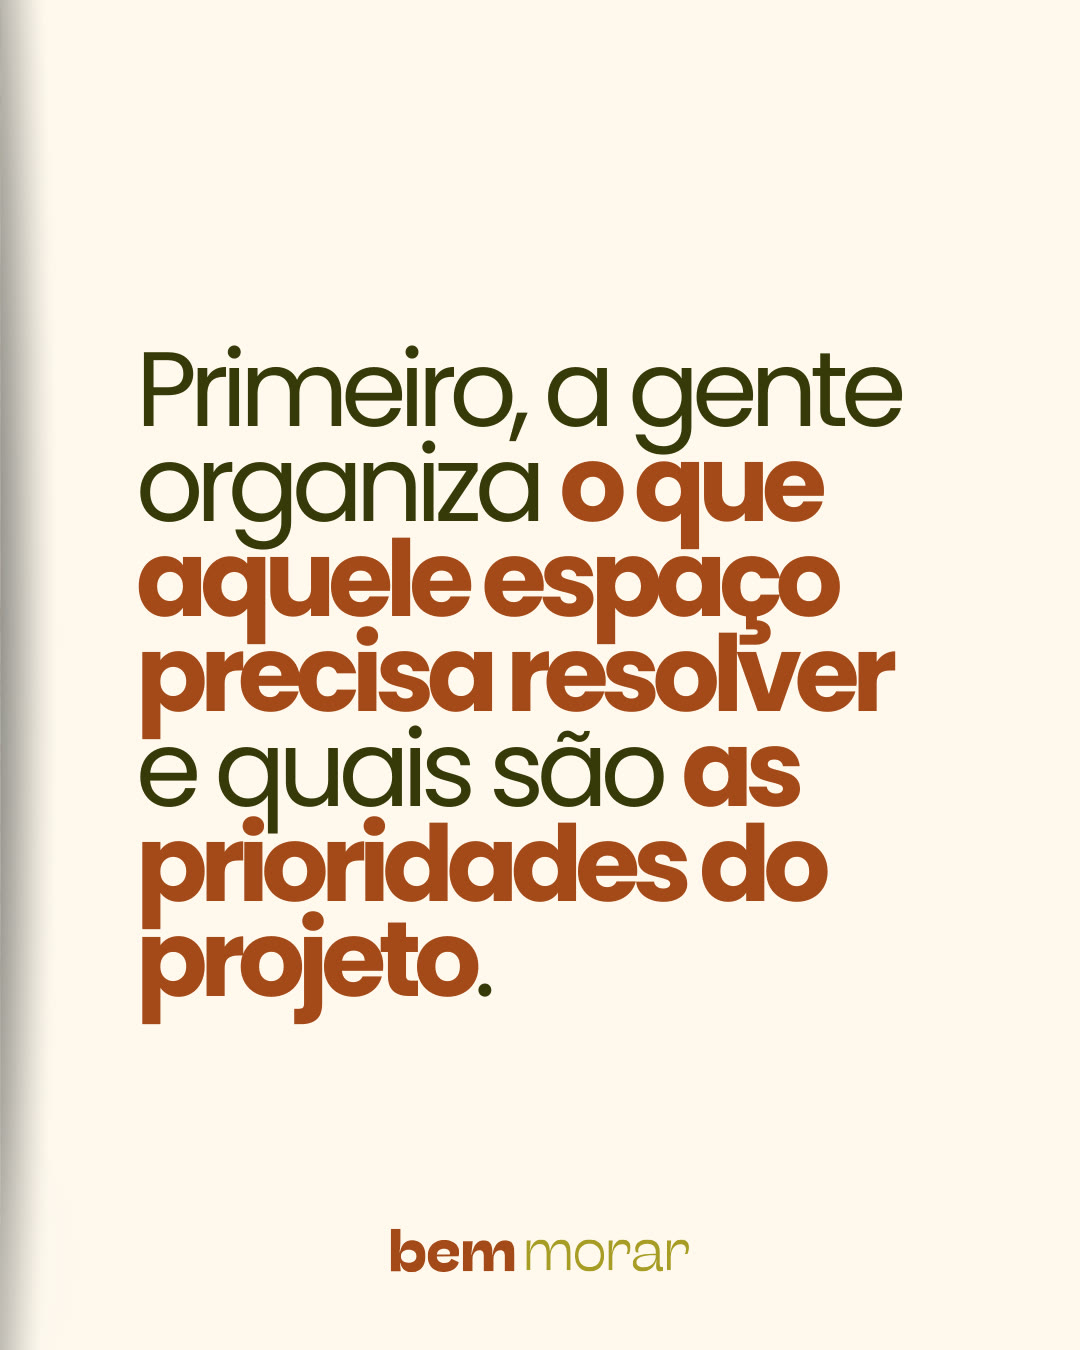 Primeiro, a gente
organiza o que
aquele espaço
precisa resolver
e quais são as
prioridades do
projeto.
bem morar